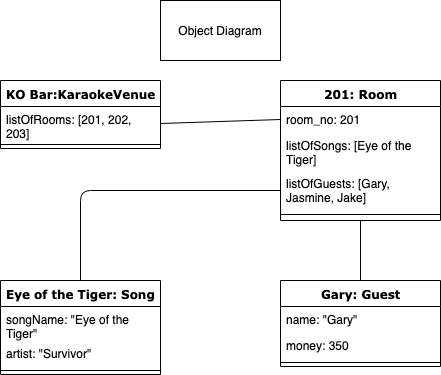 Object Diagram
KO Bar:KaraokeVenue
listOfRooms: [201, 202,
203]
201: Room
room_no: 201
listOfSongs: [Eye of the
Tiger]
listOfGuests: [Gary,
Jasmine, Jake]
Eye of the Tiger: Song
songName: "Eye of the
Tiger"
artist: "Survivor"
Gary: Guest
name: "Gary"
money: 350